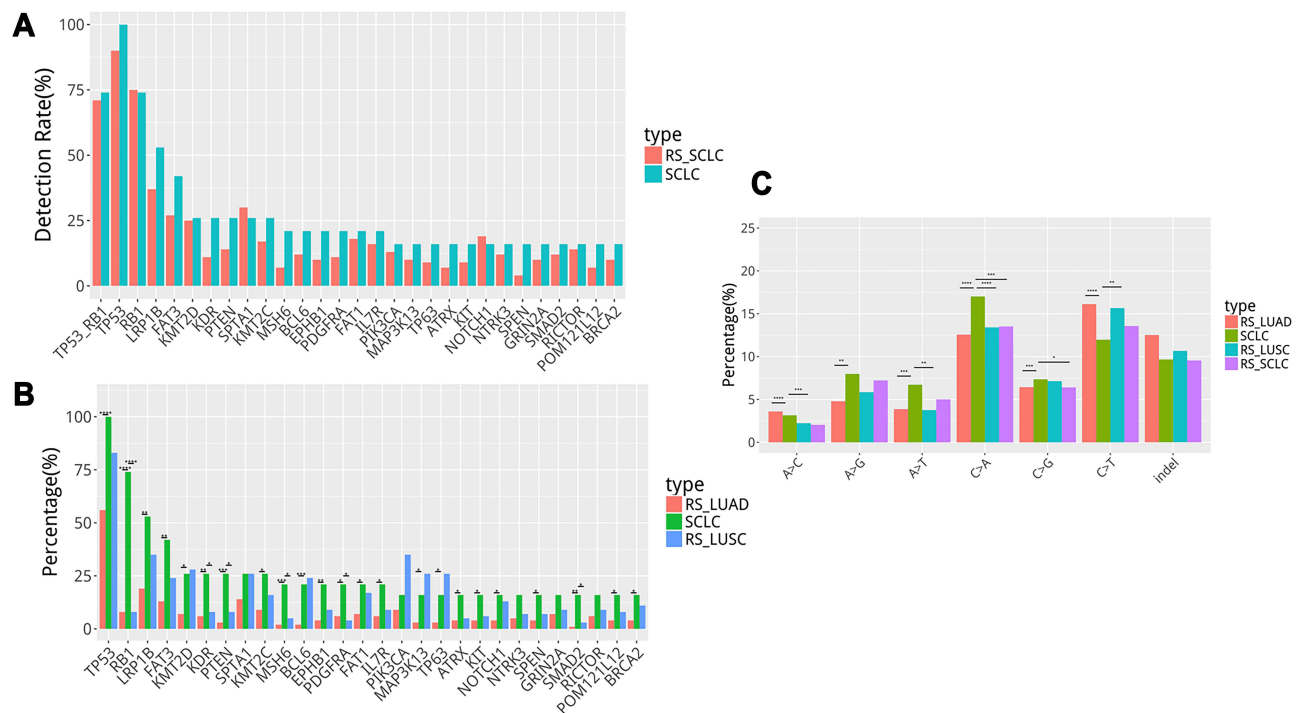 A
Detection Rate(%)
100
75
50
25
0
TP53_RB1
TP53
RB1
LRP1B
FAT3
KMT2D
KDR
PTEN
SPTA1
KMT2C
MSH6
BCL6
EPHB1
PDGFRA
FAT1
IL7R
PIK3CA
MAP3K13
TP63
ATRX
KIT
NOTCH1
NTRK3
SPEN
GRIN2A
SMAD2
RICTOR
POM121L12
BRCA2
type
RS_SCLC
SCLC
B
Percentage(%)
100
75
50
25
0
TP53
RB1
LRP1B
FAT3
KMT2D
KDR
PTEN
SPTA1
KMT2C
MSH6
BCL6
EPHB1
PDGFRA
FAT1
IL7R
PIK3CA
MAP3K13
TP63
ATRX
KIT
NOTCH1
NTRK3
SPEN
GRIN2A
SMAD2
RICTOR
POM121L12
BRCA2
type
RS_LUAD
SCLC
RS_LUSC
C
Percentage(%)
25
20
15
10
5
0
**** ***
**
*** **
**** **** ***
*** *
**** **
A>C
A>G
A>T
C>A
C>G
C>T
indel
type
RS_LUAD
SCLC
RS_LUSC
RS_SCLC